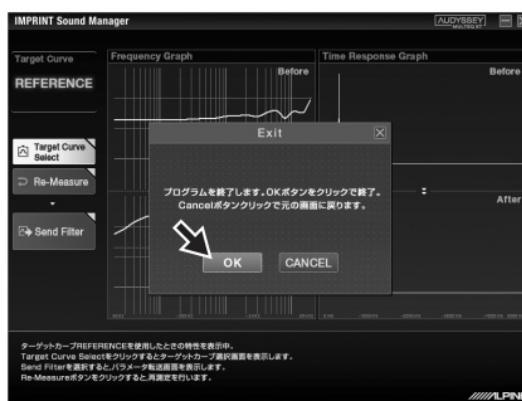 IMPRINT Sound Manager
AUDYSSEY
MULTEQ XT
Target Curve
REFERENCE
Frequency Graph
Before
Time Response Graph
Before
Exit
Target Curve
Select
Re-Measure
Send Filter
プログラムを終了します。OKボタンをクリックで終了。
Cancelボタンクリックで元の画面に戻ります。
OK
CANCEL
After
ターゲットカーブREFERENCEを使用したときの特性を表示中。
Target Curve Selectをクリックするとターゲットカーブ選択画面を表示します。
Send Filterを選択すると、パラメータ転送画面を表示します。
Re-Measureボタンをクリックすると、再測定を行います。
ALPINE